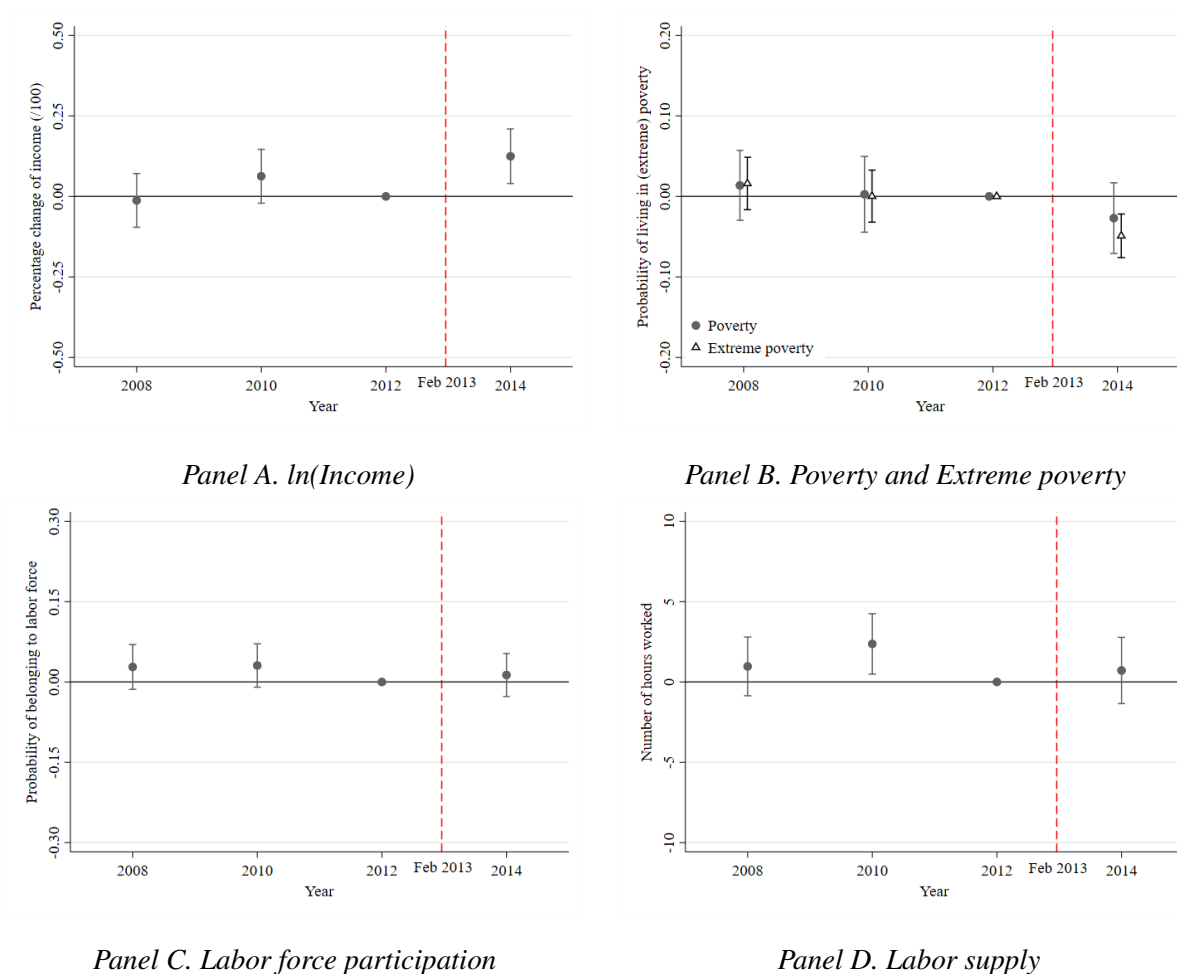 Percentage change of income (/100)
0.50
0.25
0.00
-0.25
-0.50
2008
2010
2012
Feb 2013
2014
Year
Panel A. ln(Income)
Probability of living in (extreme) poverty
0.20
0.10
0.00
-0.10
-0.20
Poverty
Extreme poverty
2008
2010
2012
Feb 2013
2014
Year
Panel B. Poverty and Extreme poverty
Probability of belonging to labor force
0.30
0.15
0.00
-0.15
-0.30
2008
2010
2012
Feb 2013
2014
Year
Panel C. Labor force participation
Number of hours worked
10
5
0
-5
-10
2008
2010
2012
Feb 2013
2014
Year
Panel D. Labor supply